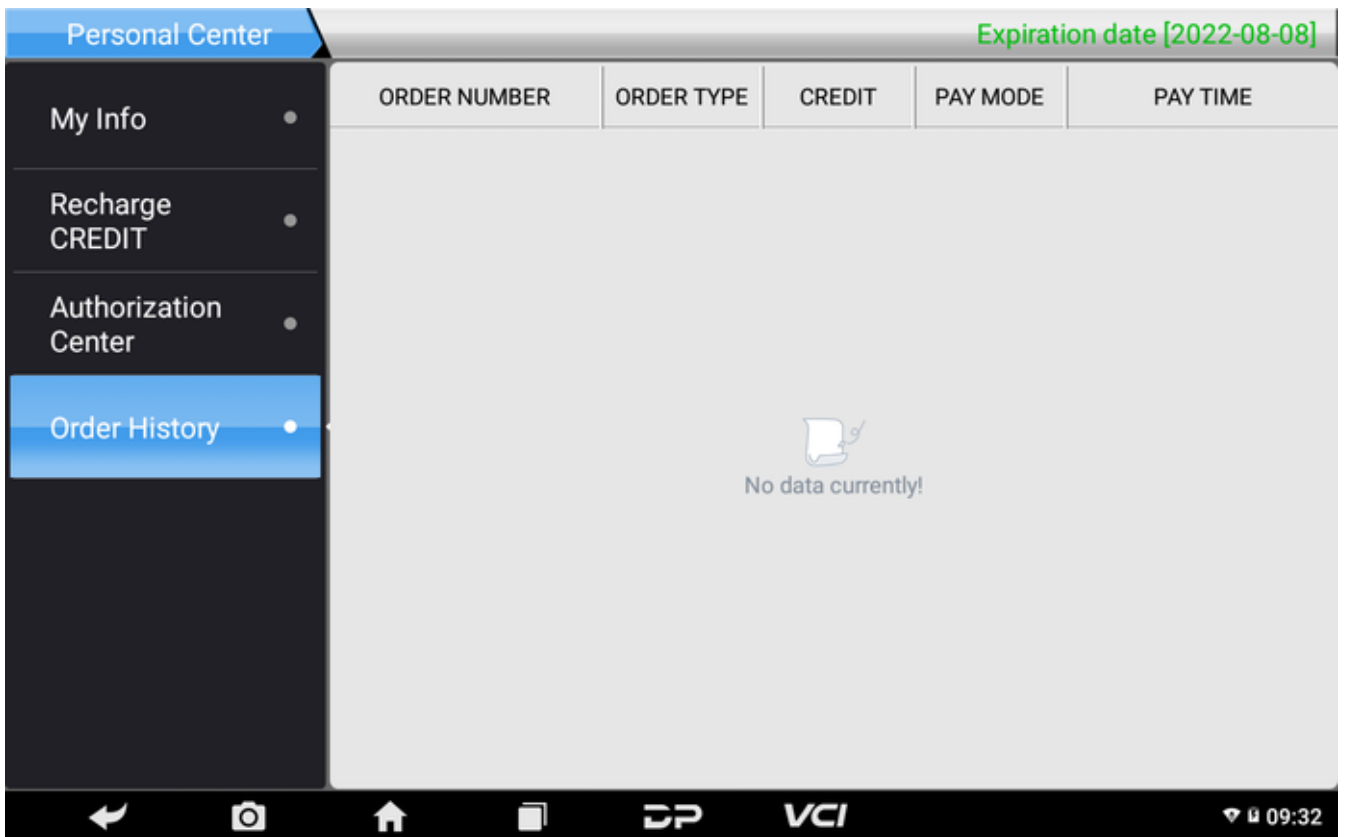 Personal Center
Expiration date [2022-08-08]
My Info
Recharge
CREDIT
Authorization
Center
Order History
ORDER NUMBER ORDER TYPE CREDIT PAY MODE PAY TIME
No data currently!
DP VCI 09:32